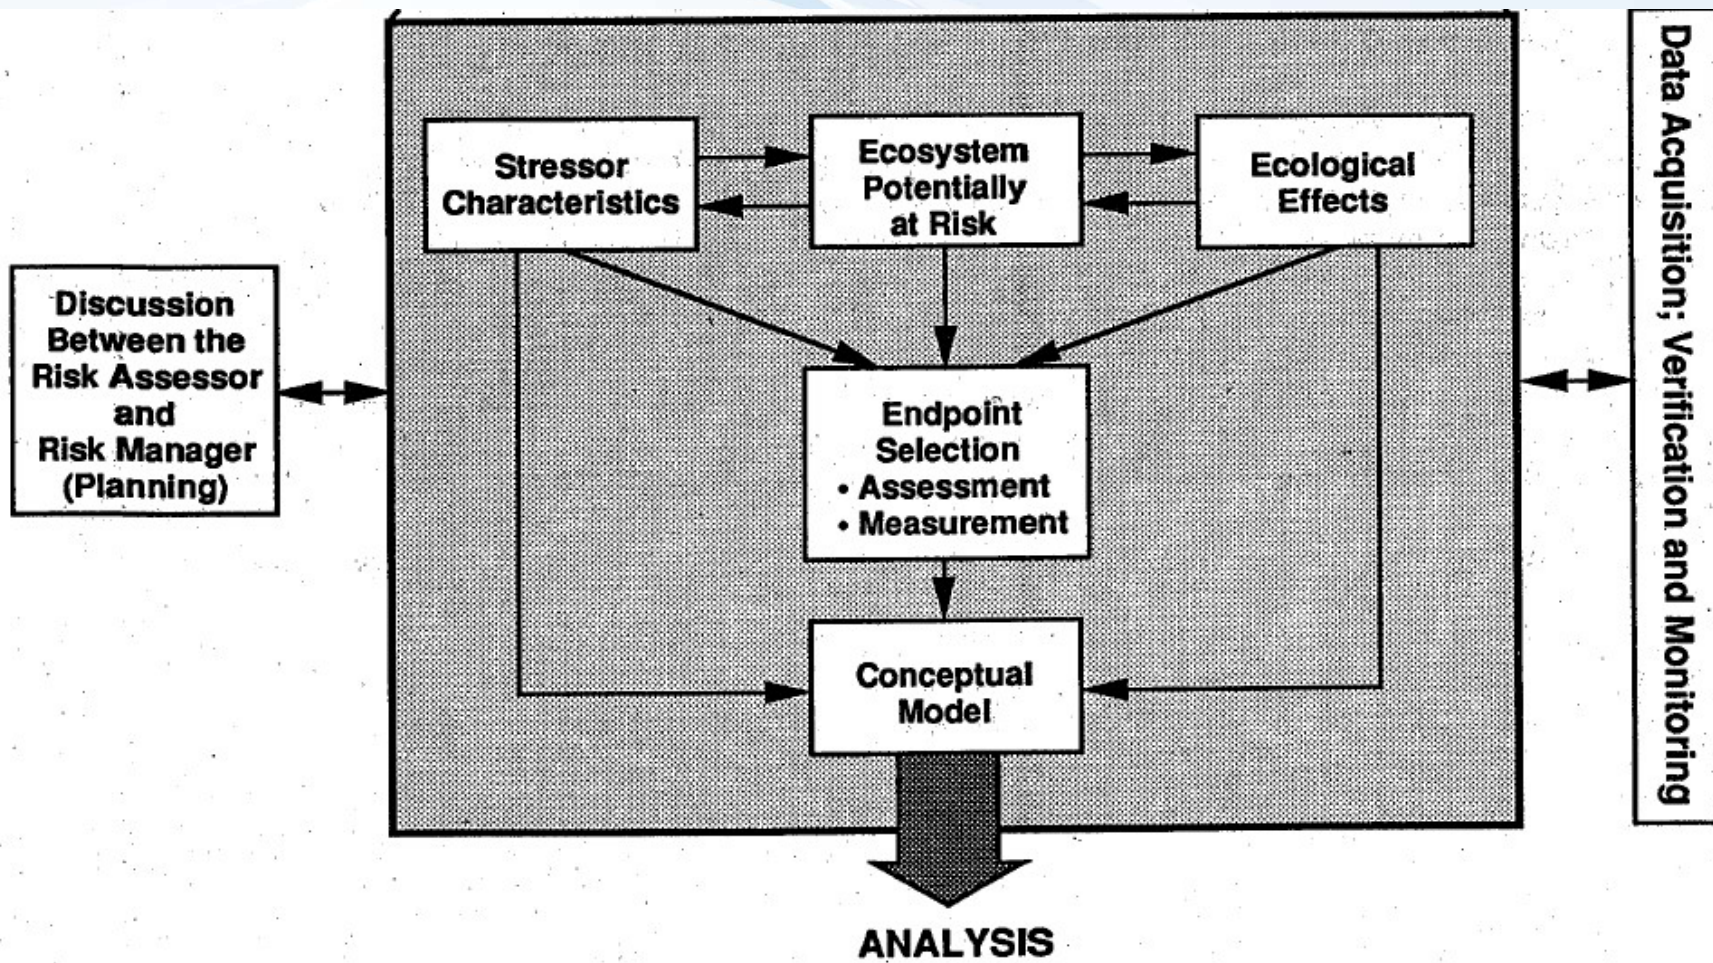 Stressor
Characteristics
Ecosystem
Potentially
at Risk
Ecological
Effects
Discussion
Between the
Risk Assessor
and
Risk Manager
(Planning)
Endpoint
Selection
• Assessment
• Measurement
Conceptual
Model
Data Acquisition; Verification and Monitoring
ANALYSIS